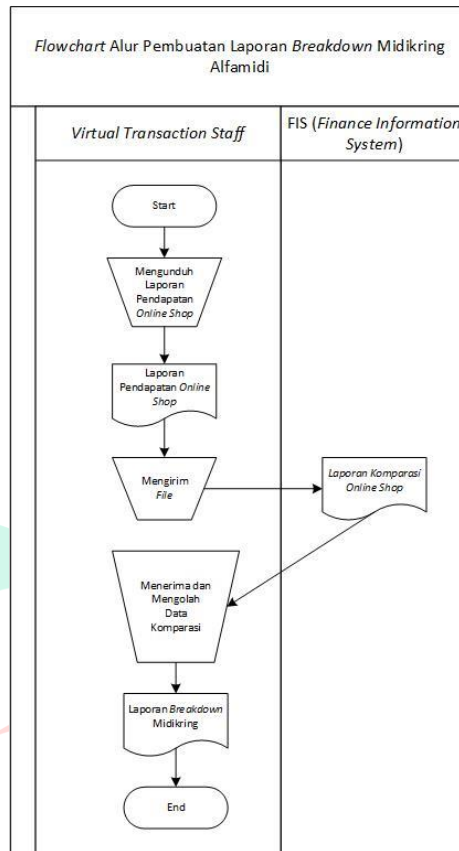 Flowchart Alur Pembuatan Laporan Breakdown Midikring
Alfamidi
Virtual Transaction Staff
FIS (Finance Information
System)
Start
Mengunduh
Laporan
Pendapatan
Online Shop
Laporan
Pendapatan Online
Shop
Mengirim
File
Laporan Komparasi
Online Shop
Menerima dan
Mengolah
Data
Komparasi
Laporan Breakdown
Midikring
End